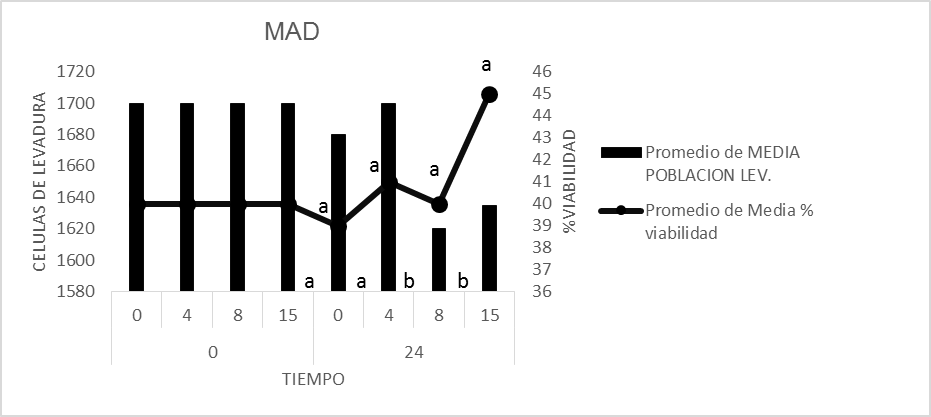 MAD
1720
1700
1680
1660
1640
1620
1600
1580
CELULAS DE LEVADURA
46
45
44
43
42
41
40
39
38
37
36
%VIABILIDAD
a a a a
a a b b
0 4 8 15 0 4 8 15
0 24
TIEMPO
Promedio de MEDIA
POBLACION LEV.
Promedio de Media %
viabilidad